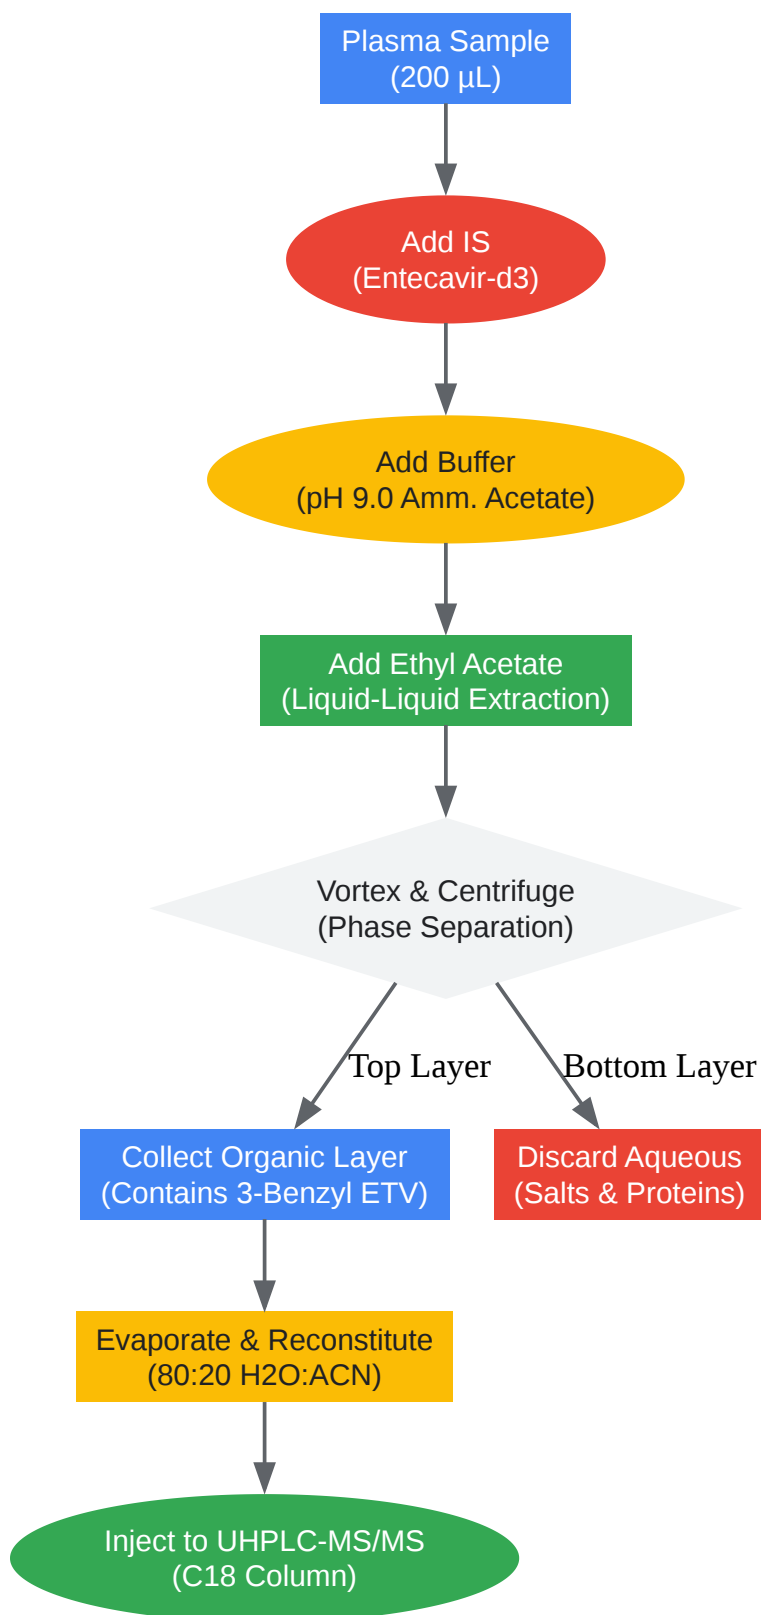 Plasma Sample
(200 µL)
Add IS
(Entecavir-d3)
Add Buffer
(pH 9.0 Amm. Acetate)
Add Ethyl Acetate
(Liquid-Liquid Extraction)
Vortex & Centrifuge
(Phase Separation)
Top Layer
Bottom Layer
Collect Organic Layer
(Contains 3-Benzyl ETV)
Discard Aqueous
(Salts & Proteins)
Evaporate & Reconstitute
(80:20 H2O:ACN)
Inject to UHPLC-MS/MS
(C18 Column)